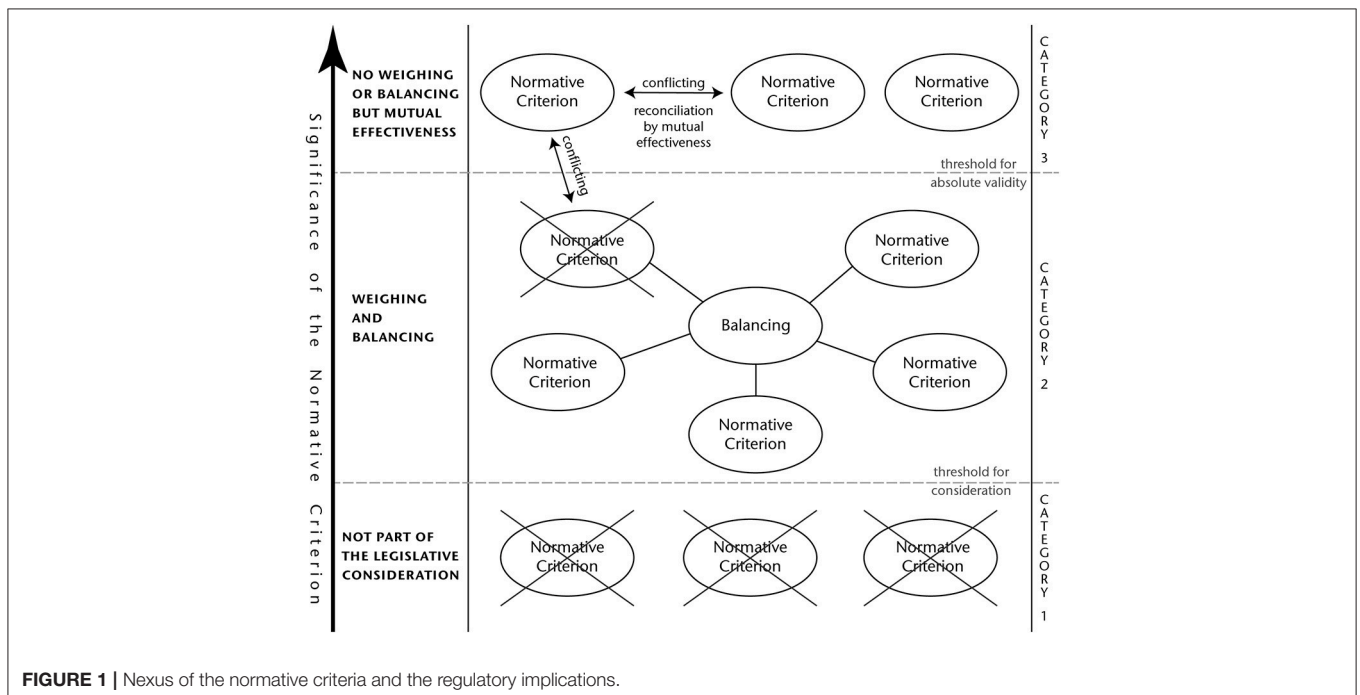 Significance of the Normative Criterion
NO WEIGHING
OR BALANCING
BUT MUTUAL
EFFECTIVENESS
Normative
Criterion
conflicting
reconciliation
by mutual
effectiveness
Normative
Criterion
Normative
Criterion
CATEGORY 3
conflicting
threshold for
absolute validity
WEIGHING
AND
BALANCING
Normative
Criterion
Normative
Criterion
Balancing
Normative
Criterion
Normative
Criterion
Normative
Criterion
CATEGORY 2
threshold for
consideration
NOT PART OF
THE LEGISLATIVE
CONSIDERATION
Normative
Criterion
Normative
Criterion
Normative
Criterion
CATEGORY 1
FIGURE 1 | Nexus of the normative criteria and the regulatory implications.